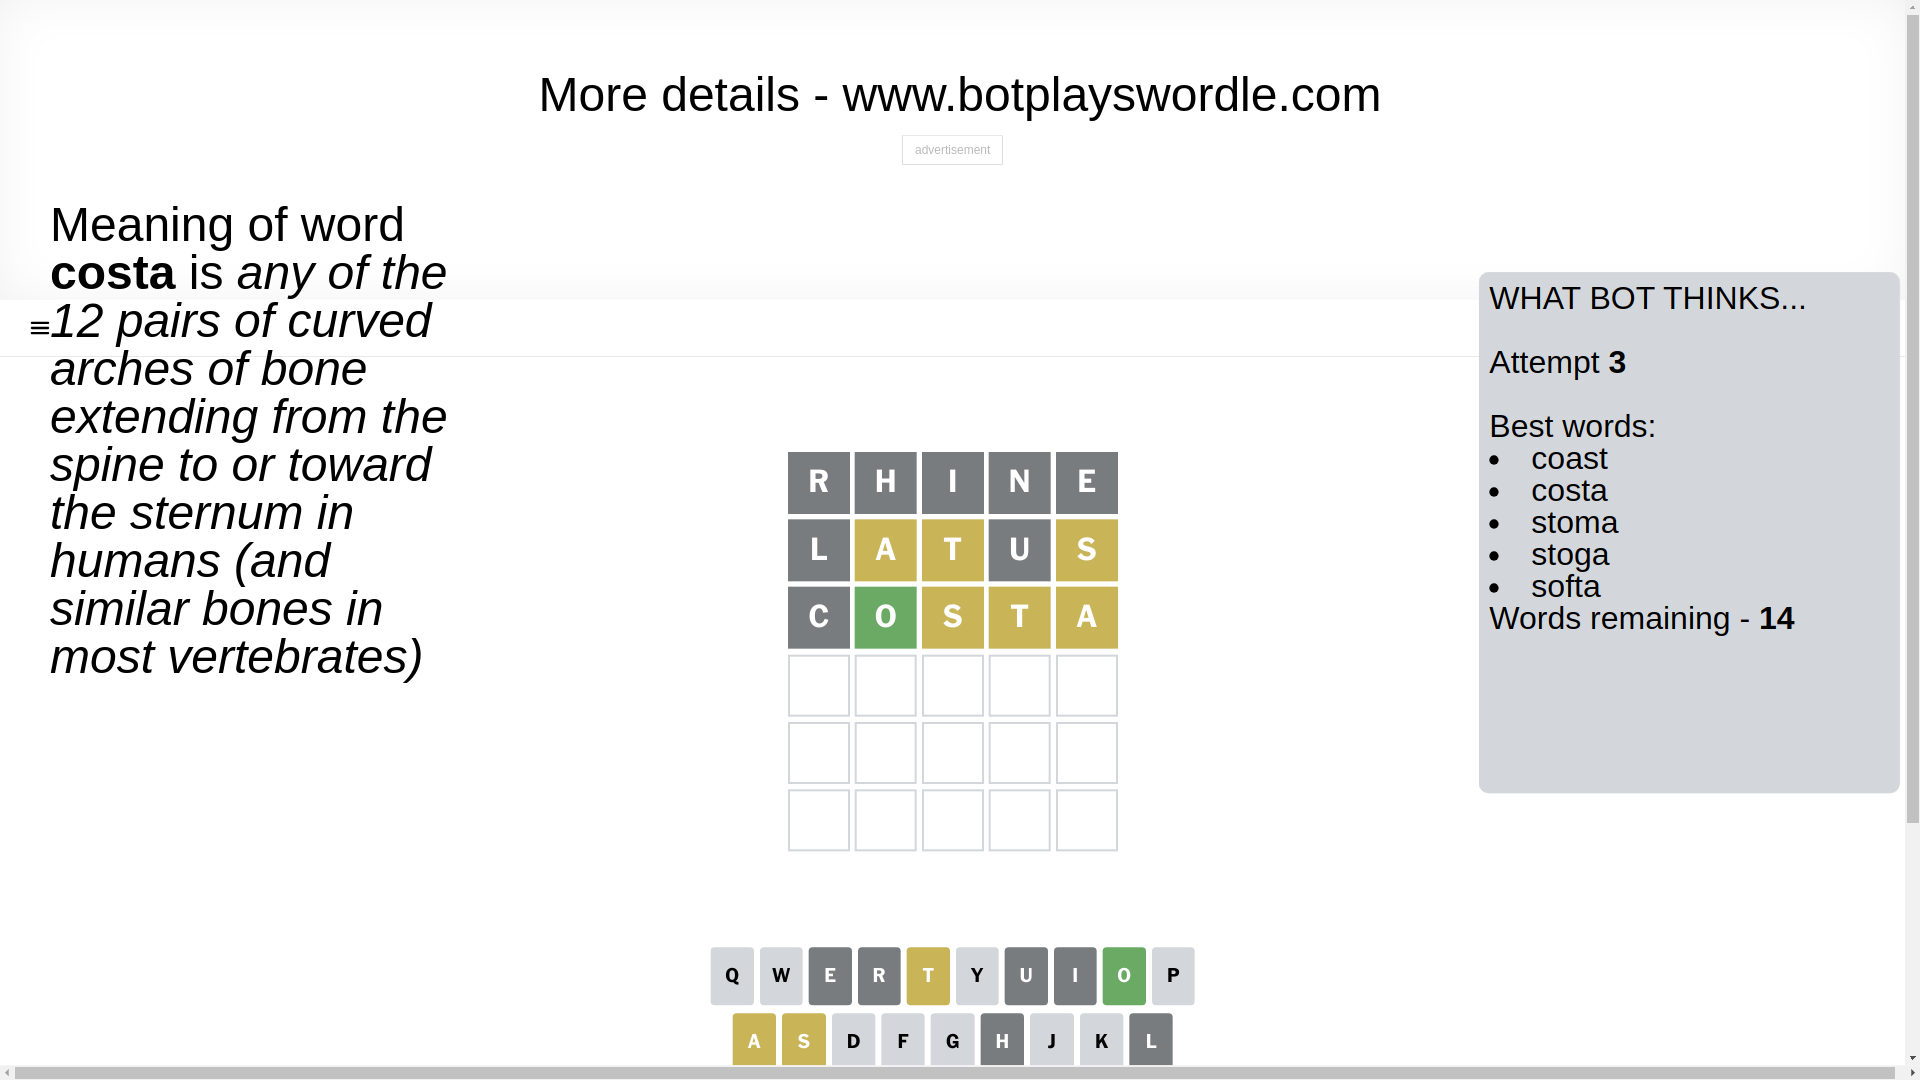 More details - www.botplayswordle.com
advertisement
Meaning of word
costa is any of the
12 pairs of curved
arches of bone
extending from the
spine to or toward
the sternum in
humans (and
similar bones in
most vertebrates)
WHAT BOT THINKS...
Attempt 3
Best words:
• coast
• costa
• stoma
• stoga
• softa
Words remaining - 14
R H I N E
L A T U S
C O S T A
Q W E R T Y U I O P
A S D F G H J K L